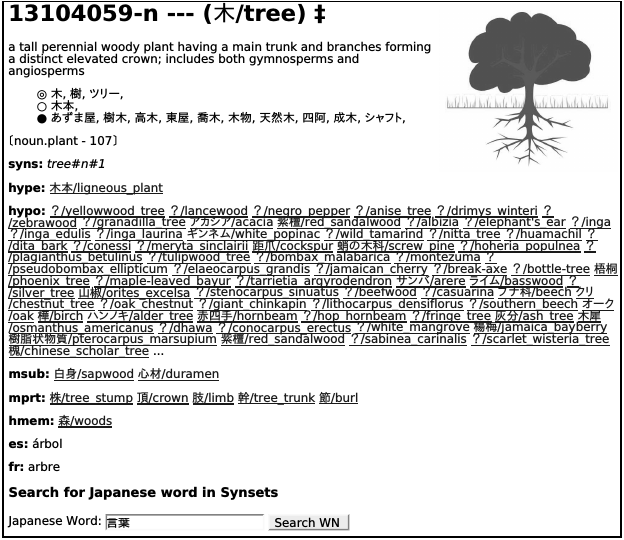 13104059-n --- (木/tree) ‡
a tall perennial woody plant having a main trunk and branches forming
a distinct elevated crown; includes both gymnosperms and
angiosperms
◎ 木, 樹, ツリー,
○ 木本,
● あずま屋, 樹木, 高木, 東屋, 喬木, 木物, 天然木, 四阿, 成木, シャフト,
〔noun.plant - 107〕
syns: tree#n#1
hype: 木本/ligneous_plant
hypo: ？/yellowwood_tree ？/lancewood ？/negro_pepper ？/anise_tree ？/drimys_winteri ？
/zebrawood ？/granadilla_tree アカシア/acacia 紫檀/red_sandalwood ？/albizia ？/elephant's_ear ？/inga
？/inga_edulis ？/inga_laurina ギンネム/white_popinac ？/wild_tamarind ？/nitta_tree ？/huamachil ？
/dita_bark ？/conessi ？/meryta_sinclairii 距爪/cockspur 蛸の木科/screw_pine ？/hoheria_populnea ？
/plagianthus_betulinus ？/tulipwood_tree ？/bombax_malabarica ？/montezuma ？
/pseudobombax_ellipticum ？/elaeocarpus_grandis ？/jamaican_cherry ？/break-axe ？/bottle-tree 梧桐
/phoenix_tree ？/maple-leaved_bayur ？/tarrietia_argyrodendron サンバ/arere ライム/basswood ？
/silver_tree 山椒/orites_excelsa ？/stenocarpus_sinuatus ？/beefwood ？/casuarina ブナ科/beech クリ
/chestnut_tree ？/oak_chestnut ？/giant_chinkapin ？/lithocarpus_densiflorus ？/southern_beech オーク
/oak 樺/birch ハンノキ/alder_tree 赤四手/hornbeam ？/hop_hornbeam ？/fringe_tree 灰分/ash_tree 木犀
/osmanthus_americanus ？/dhawa ？/conocarpus_erectus ？/white_mangrove 楊梅/jamaica_bayberry
樹脂状物質/pterocarpus_marsupium 紫檀/red_sandalwood ？/sabinea_carinalis ？/scarlet_wisteria_tree
槐/chinese_scholar_tree ...
msub: 白身/sapwood 心材/duramen
mprt: 株/tree_stump 頂/crown 肢/limb 幹/tree_trunk 節/burl
hmem: 森/woods
es: árbol
fr: arbre
Search for Japanese word in Synsets
Japanese Word: 言葉 Search WN